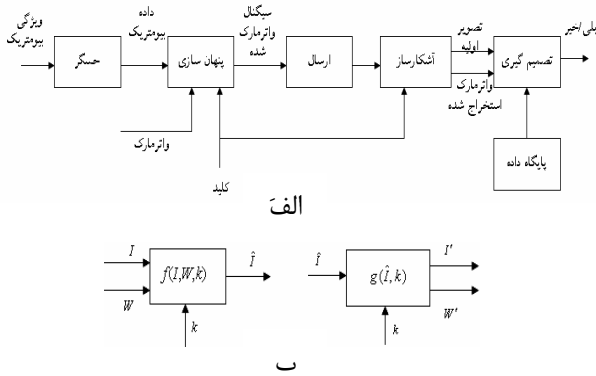 ویژگی
بیومتریک
حسگر
داده
بیومتریک
پنهان سازی
سیگنال
واترمارک
شده
ارسال
آشکارساز
تصویر
اولیه
واترمارک
استخراج شده
تصمیم گیری
بلی/خیر
واترمارک
کلید
پایگاه داده
الف
I
W
f(I,W,k)
Î
k
Î
g(Î,k)
I'
W'
k
ب